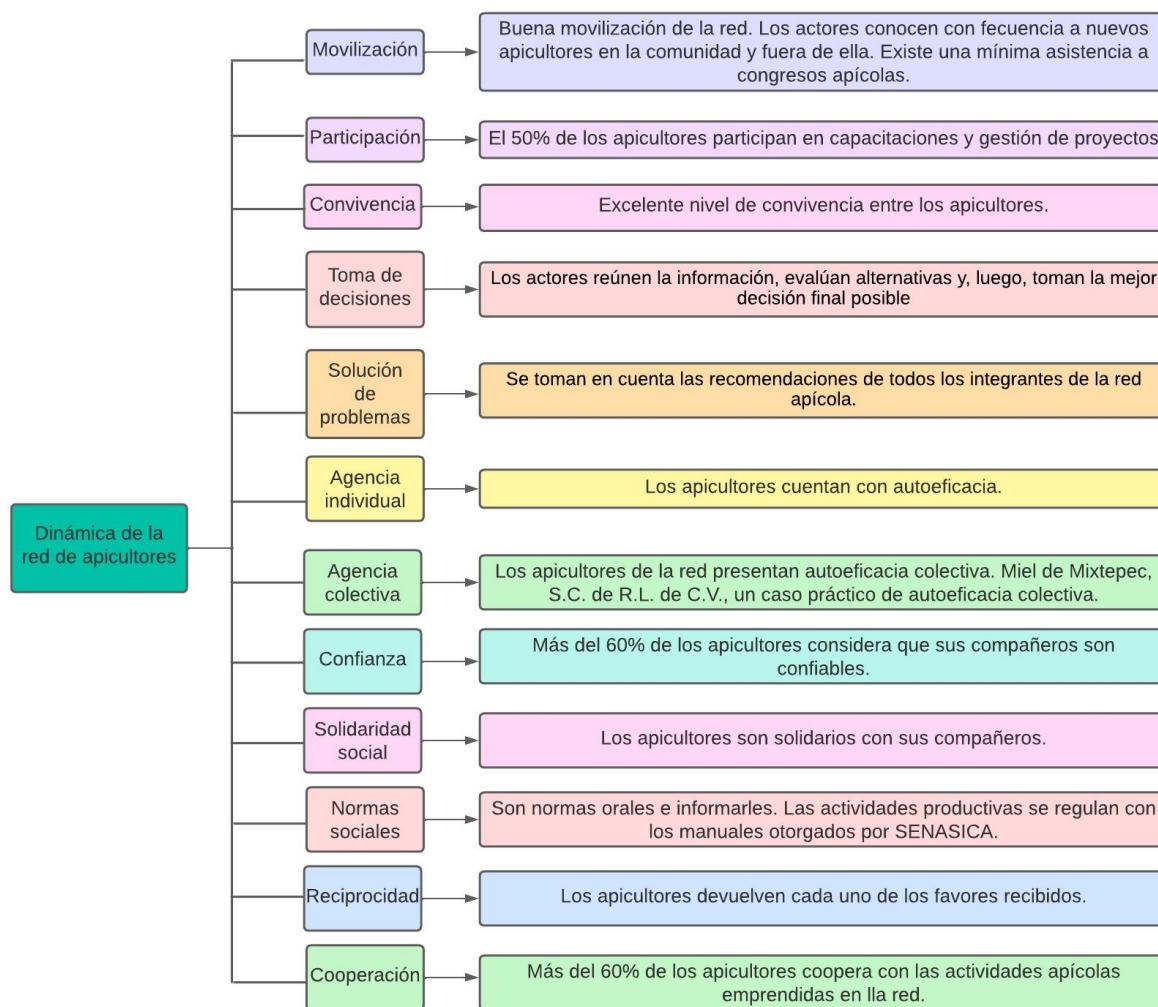 Movilización
Buena movilización de la red. Los actores conocen con fecuencia a nuevos
apicultores en la comunidad y fuera de ella. Existe una mínima asistencia a
congresos apícolas.
Participación
El 50% de los apicultores participan en capacitaciones y gestión de proyectos
Convivencia
Excelente nivel de convivencia entre los apicultores.
Toma de
decisiones
Los actores reúnen la información, evalúan alternativas y, luego, toman la mejor
decisión final posible
Solución
de
problemas
Se toman en cuenta las recomendaciones de todos los integrantes de la red
apícola.
Agencia
individual
Los apicultores cuentan con autoeficacia.
Dinámica de la
red de apicultores
Agencia
colectiva
Los apicultores de la red presentan autoeficacia colectiva. Miel de Mixtepec,
S.C. de R.L. de C.V., un caso práctico de autoeficacia colectiva.
Confianza
Más del 60% de los apicultores considera que sus compañeros son
confiables.
Solidaridad
social
Los apicultores son solidarios con sus compañeros.
Normas
sociales
Son normas orales e informarles. Las actividades productivas se regulan con
los manuales otorgados por SENASICA.
Reciprocidad
Los apicultores devuelven cada uno de los favores recibidos.
Cooperación
Más del 60% de los apicultores coopera con las actividades apícolas
emprendidas en lla red.